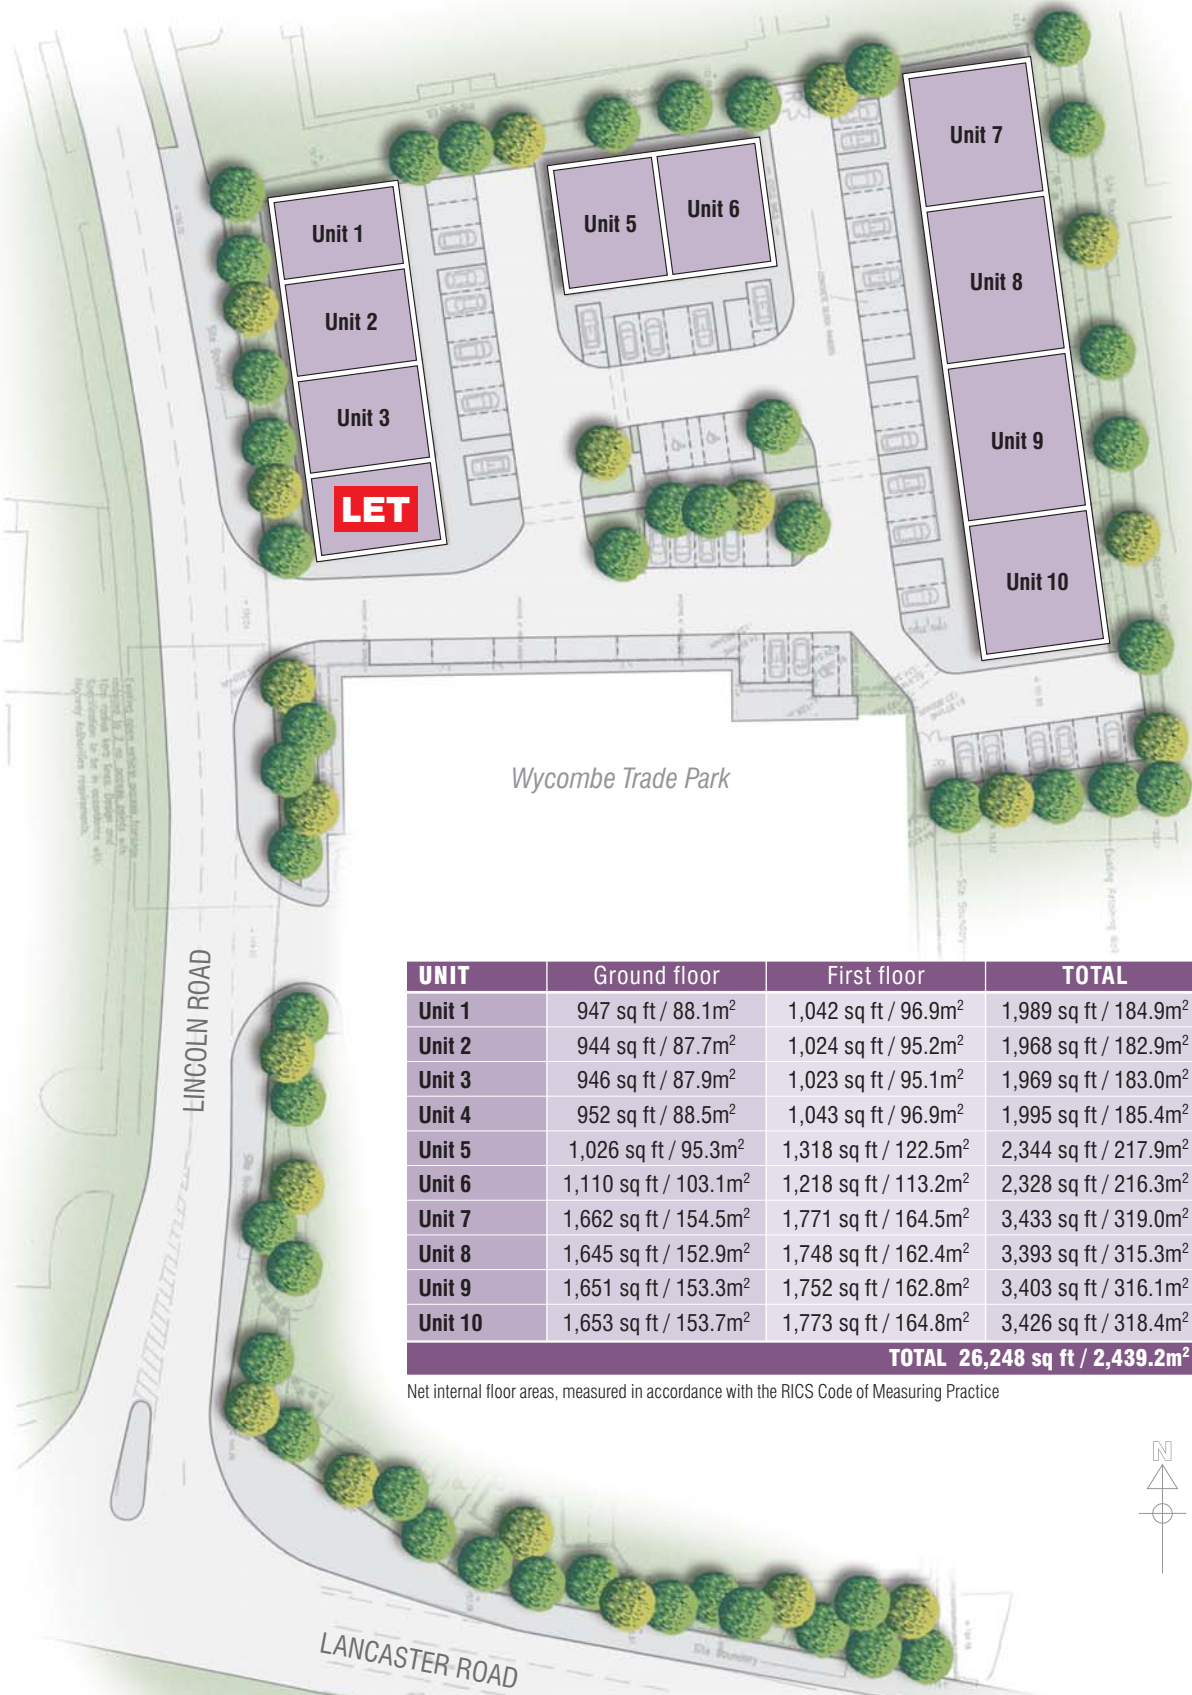 Unit 7
Unit 6
Unit 5
Unit 1
Unit 8
Unit 2
Unit 3
Unit 9
LET
Unit 10
Wycombe Trade Park
LINCOLN ROAD
UNIT Ground floor First floor TOTAL
Unit 1 947 sq ft / 88.1m² 1,042 sq ft / 96.9m² 1,989 sq ft / 184.9m²
Unit 2 944 sq ft / 87.7m² 1,024 sq ft / 95.2m² 1,968 sq ft / 182.9m²
Unit 3 946 sq ft / 87.9m² 1,023 sq ft / 95.1m² 1,969 sq ft / 183.0m²
Unit 4 952 sq ft / 88.5m² 1,043 sq ft / 96.9m² 1,995 sq ft / 185.4m²
Unit 5 1,026 sq ft / 95.3m² 1,318 sq ft / 122.5m² 2,344 sq ft / 217.9m²
Unit 6 1,110 sq ft / 103.1m² 1,218 sq ft / 113.2m² 2,328 sq ft / 216.3m²
Unit 7 1,662 sq ft / 154.5m² 1,771 sq ft / 164.5m² 3,433 sq ft / 319.0m²
Unit 8 1,645 sq ft / 152.9m² 1,748 sq ft / 162.4m² 3,393 sq ft / 315.3m²
Unit 9 1,651 sq ft / 153.3m² 1,752 sq ft / 162.8m² 3,403 sq ft / 316.1m²
Unit 10 1,653 sq ft / 153.7m² 1,773 sq ft / 164.8m² 3,426 sq ft / 318.4m²
TOTAL 26,248 sq ft / 2,439.2m²
Net internal floor areas, measured in accordance with the RICS Code of Measuring Practice
N
Site Boundary
LANCASTER ROAD